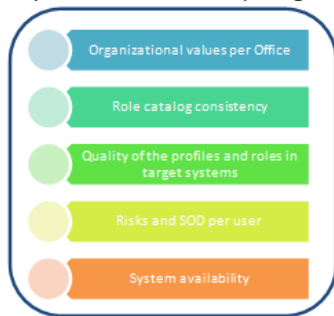 Organizational values per Office
Role catalog consistency
Quality of the profiles and roles in
target systems
Risks and SOD per user
System availability